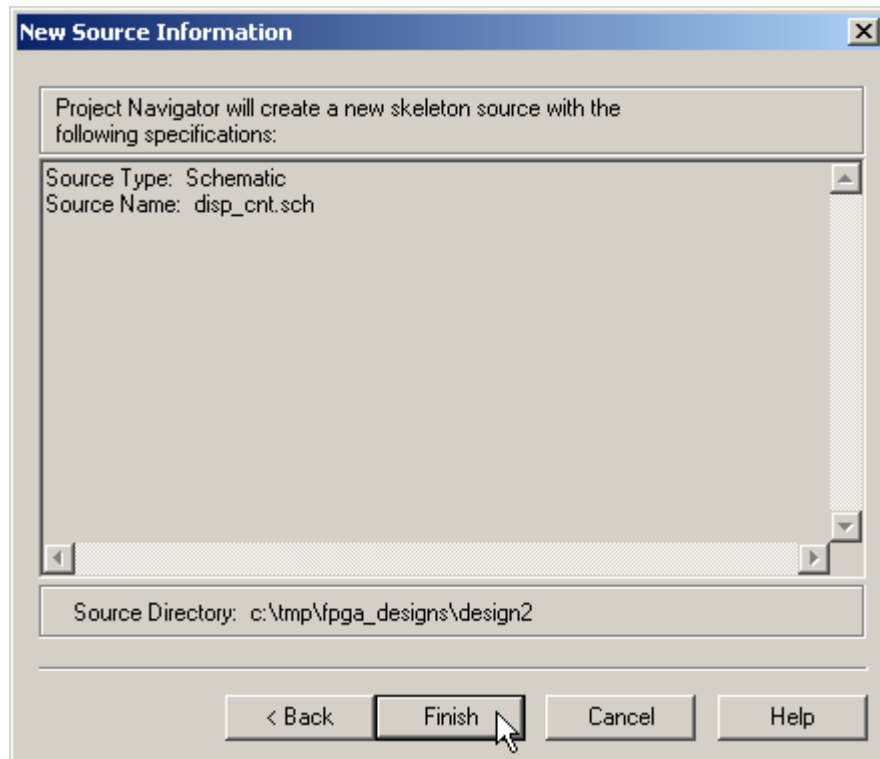 New Source Information
Project Navigator will create a new skeleton source with the
following specifications:
Source Type: Schematic
Source Name: disp_cnt.sch
Source Directory: c:\tmp\fpga_designs\design2
< Back
Finish
Cancel
Help